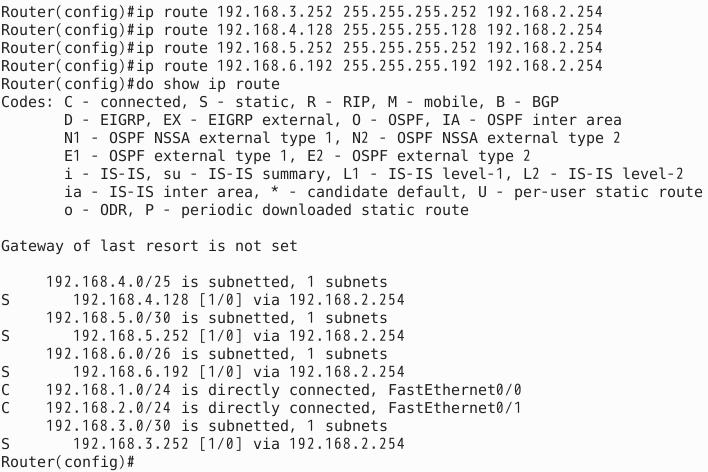 Router(config)#ip route 192.168.3.252 255.255.255.252 192.168.2.254
Router(config)#ip route 192.168.4.128 255.255.255.128 192.168.2.254
Router(config)#ip route 192.168.5.252 255.255.255.252 192.168.2.254
Router(config)#ip route 192.168.6.192 255.255.255.192 192.168.2.254
Router(config)#do show ip route
Codes: C - connected, S - static, R - RIP, M - mobile, B - BGP
       D - EIGRP, EX - EIGRP external, O - OSPF, IA - OSPF inter area
       N1 - OSPF NSSA external type 1, N2 - OSPF NSSA external type 2
       E1 - OSPF external type 1, E2 - OSPF external type 2
       i - IS-IS, su - IS-IS summary, L1 - IS-IS level-1, L2 - IS-IS level-2
       ia - IS-IS inter area, * - candidate default, U - per-user static route
       o - ODR, P - periodic downloaded static route

Gateway of last resort is not set

     192.168.4.0/25 is subnetted, 1 subnets
S       192.168.4.128 [1/0] via 192.168.2.254
     192.168.5.0/30 is subnetted, 1 subnets
S       192.168.5.252 [1/0] via 192.168.2.254
     192.168.6.0/26 is subnetted, 1 subnets
S       192.168.6.192 [1/0] via 192.168.2.254
C    192.168.1.0/24 is directly connected, FastEthernet0/0
C    192.168.2.0/24 is directly connected, FastEthernet0/1
     192.168.3.0/30 is subnetted, 1 subnets
S       192.168.3.252 [1/0] via 192.168.2.254
Router(config)#